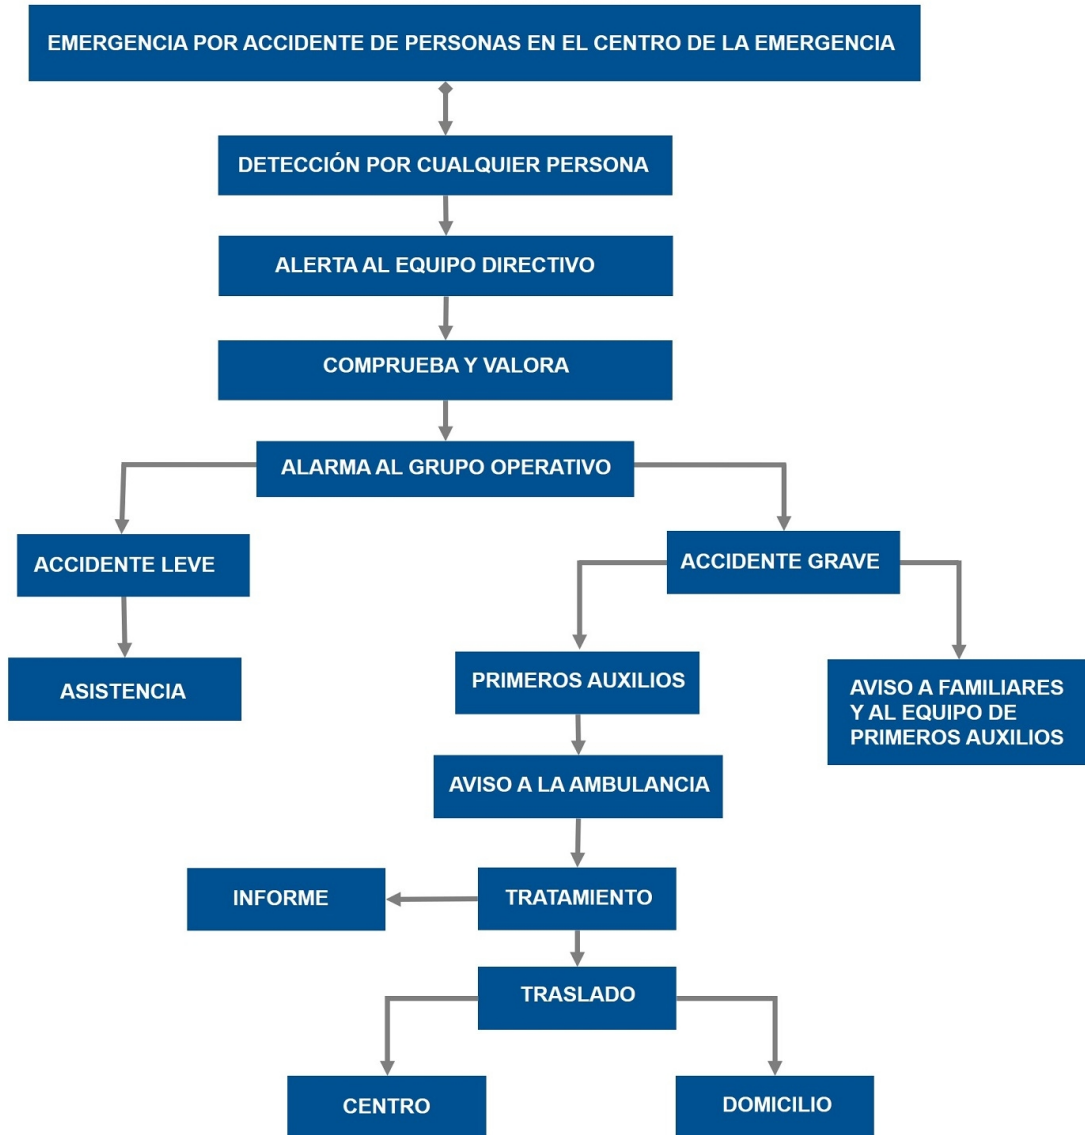 EMERGENCIA POR ACCIDENTE DE PERSONAS EN EL CENTRO DE LA EMERGENCIA
DETECCIÓN POR CUALQUIER PERSONA
ALERTA AL EQUIPO DIRECTIVO
COMPRUEBA Y VALORA
ALARMA AL GRUPO OPERATIVO
ACCIDENTE LEVE
ACCIDENTE GRAVE
ASISTENCIA
PRIMEROS AUXILIOS
AVISO A FAMILIARES
Y AL EQUIPO DE
PRIMEROS AUXILIOS
AVISO A LA AMBULANCIA
INFORME
TRATAMIENTO
TRASLADO
CENTRO
DOMICILIO